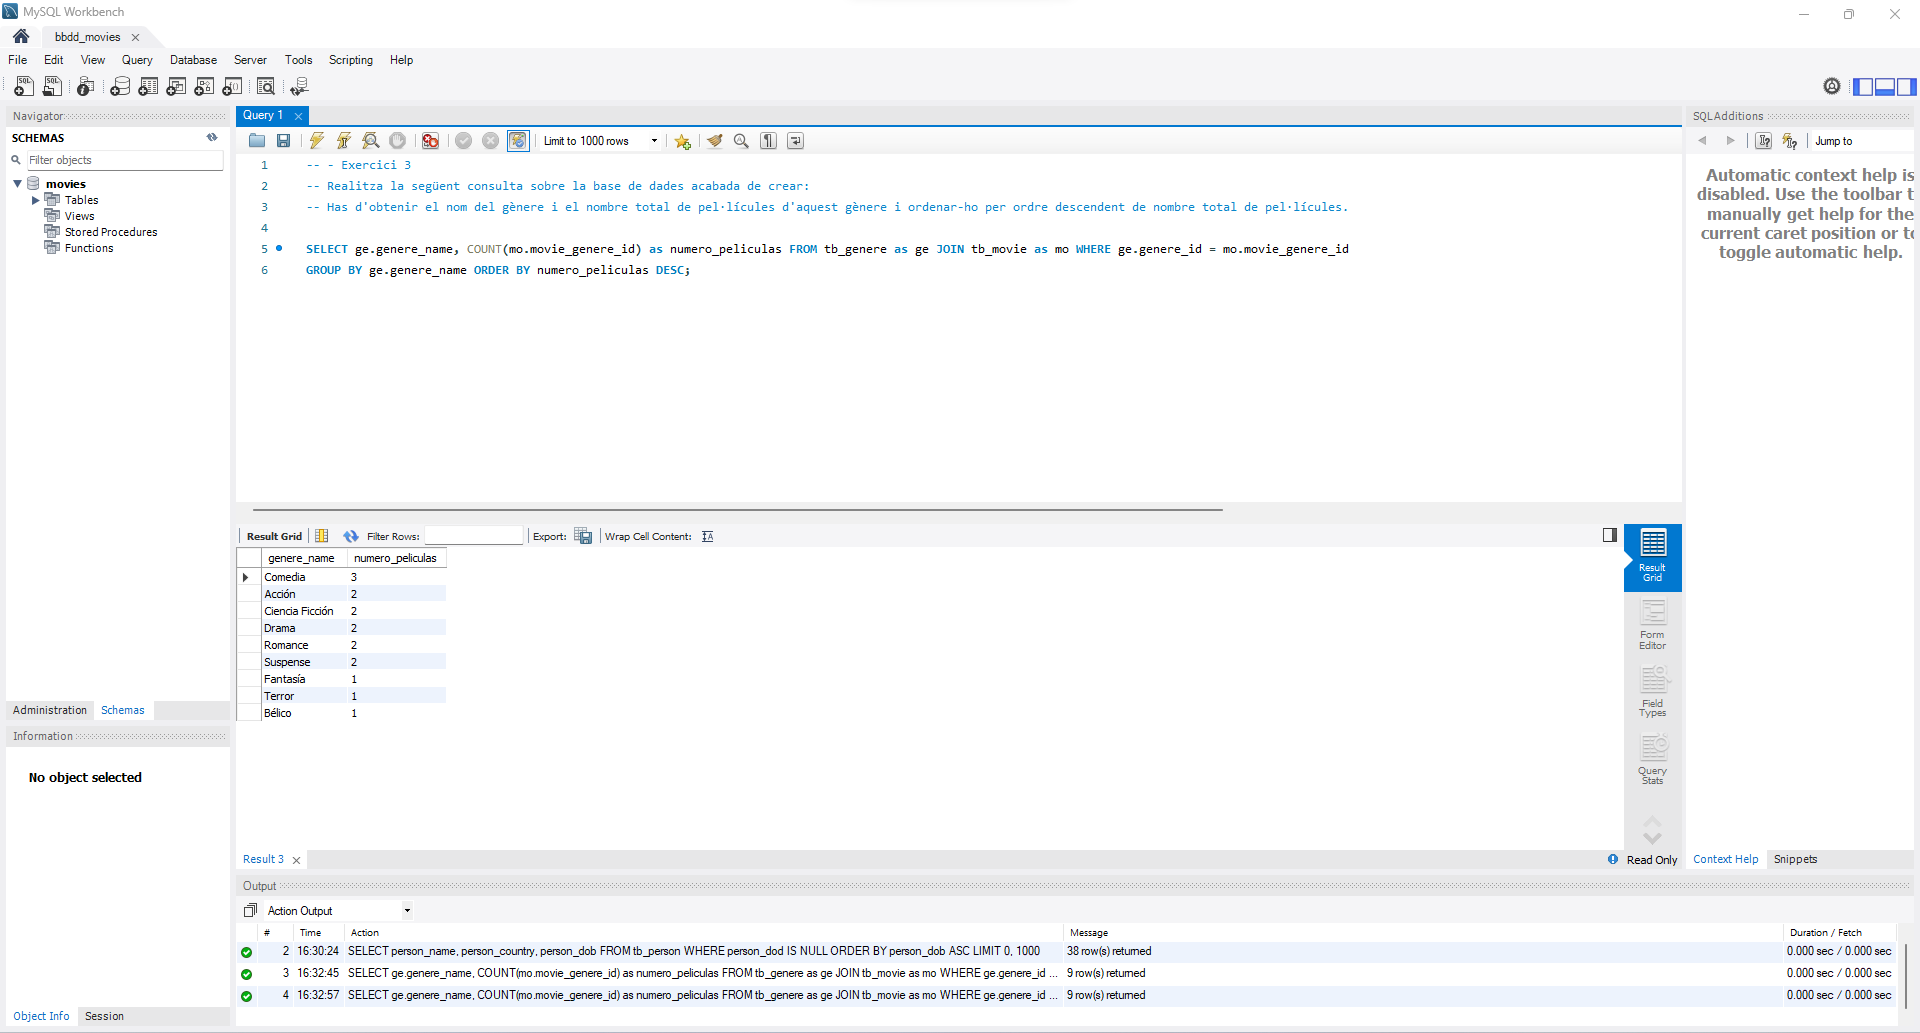 MySQL Workbench
bbdd_movies
File Edit View Query Database Server Tools Scripting Help
Navigator
SCHEMAS
Filter objects
movies
Tables
Views
Stored Procedures
Functions
Administration Schemas
Information
No object selected
Object Info Session
Query 1
Limit to 1000 rows
1 -- - Exercici 3
2 -- Realitza la següent consulta sobre la base de dades acabada de crear:
3 -- Has d'obtenir el nom del gènere i el nombre total de pel·lícules d'aquest gènere i ordenar-ho per ordre descendent de nombre total de pel·lícules.
4
5 SELECT ge.genere_name, COUNT(mo.movie_genere_id) as numero_peliculas FROM tb_genere as ge JOIN tb_movie as mo WHERE ge.genere_id = mo.movie_genere_id
6 GROUP BY ge.genere_name ORDER BY numero_peliculas DESC;
Result Grid Filter Rows: Export: Wrap Cell Content:
genere_name numero_peliculas
Comedia 3
Acción 2
Ciencia Ficción 2
Drama 2
Romance 2
Suspense 2
Fantasía 1
Terror 1
Bélico 1
Result
Grid
Form
Editor
Field
Types
Query
Stats
Result 3
Read Only
SQLAdditions
Jump to
Automatic context help is
disabled. Use the toolbar t
manually get help for the
current caret position or to
toggle automatic help.
Context Help Snippets
Output
Action Output
# Time Action Message Duration / Fetch
2 16:30:24 SELECT person_name, person_country, person_dob FROM tb_person WHERE person_dod IS NULL ORDER BY person_dob ASC LIMIT 0, 1000 38 row(s) returned 0.000 sec / 0.000 sec
3 16:32:45 SELECT ge.genere_name, COUNT(mo.movie_genere_id) as numero_peliculas FROM tb_genere as ge JOIN tb_movie as mo WHERE ge.genere_id ... 9 row(s) returned 0.000 sec / 0.000 sec
4 16:32:57 SELECT ge.genere_name, COUNT(mo.movie_genere_id) as numero_peliculas FROM tb_genere as ge JOIN tb_movie as mo WHERE ge.genere_id ... 9 row(s) returned 0.000 sec / 0.000 sec